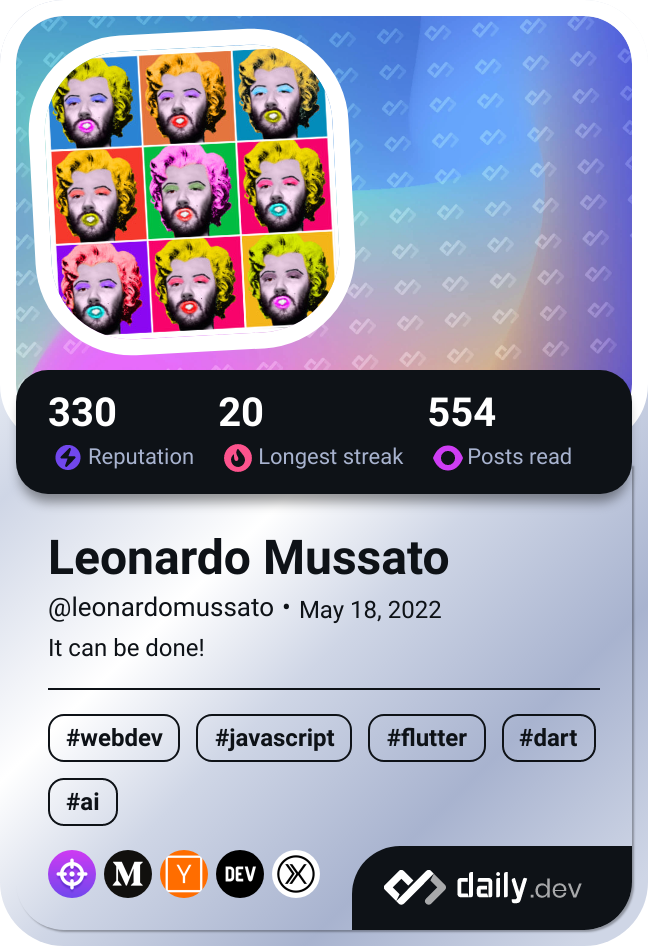 330 20 554
Reputation Longest streak Posts read
Leonardo Mussato
@leonardomussato • May 18, 2022
It can be done!
#webdev #javascript #flutter #dart
#ai
M Y DEV X
daily.dev